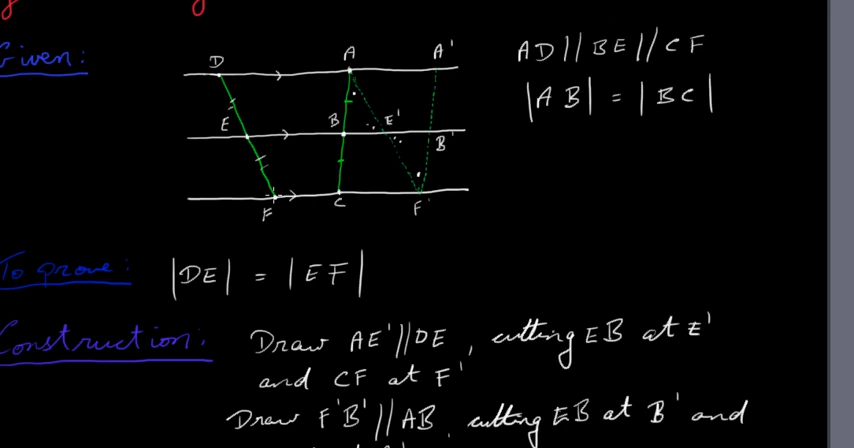 Given:
D A A'
AD//BE//CF
|AB| = |BC|
E B E' B'
F C F'
To prove: |DE| = |EF|
Construction: Draw AE'//DE, cutting EB at E'
and CF at F'
Draw F'B'//AB, cutting EB at B' and